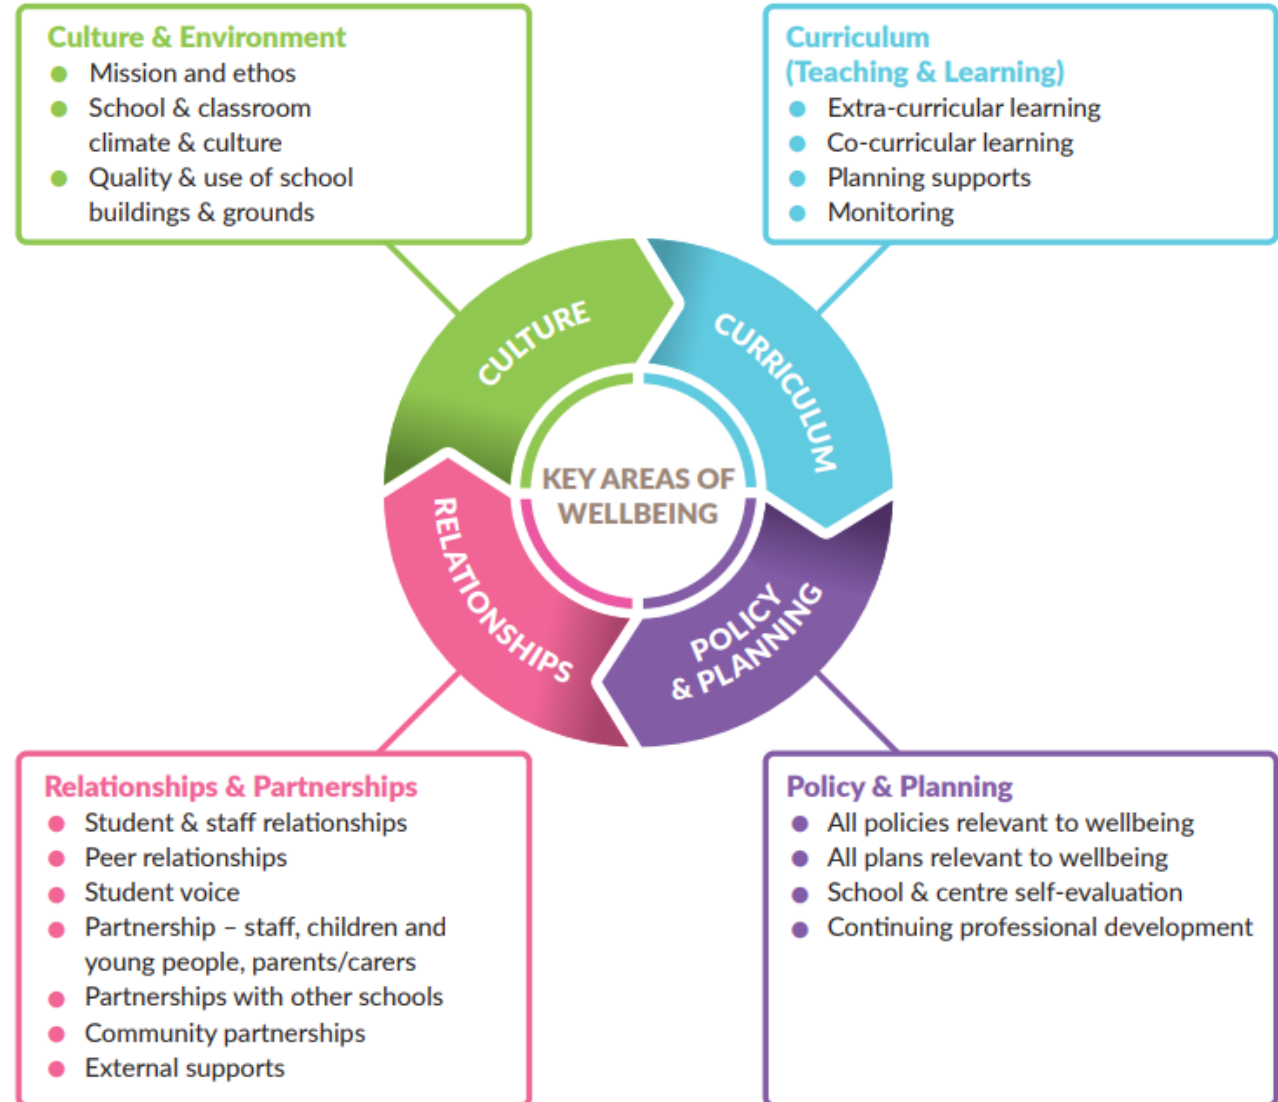 Culture & Environment
● Mission and ethos
● School & classroom
climate & culture
● Quality & use of school
buildings & grounds
Curriculum
(Teaching & Learning)
● Extra-curricular learning
● Co-curricular learning
● Planning supports
● Monitoring
CULTURE
CURRICULUM
KEY AREAS OF
WELLBEING
RELATIONSHIPS
POLICY
& PLANNING
Relationships & Partnerships
● Student & staff relationships
● Peer relationships
● Student voice
● Partnership – staff, children and
young people, parents/carers
● Partnerships with other schools
● Community partnerships
● External supports
Policy & Planning
● All policies relevant to wellbeing
● All plans relevant to wellbeing
● School & centre self-evaluation
● Continuing professional development